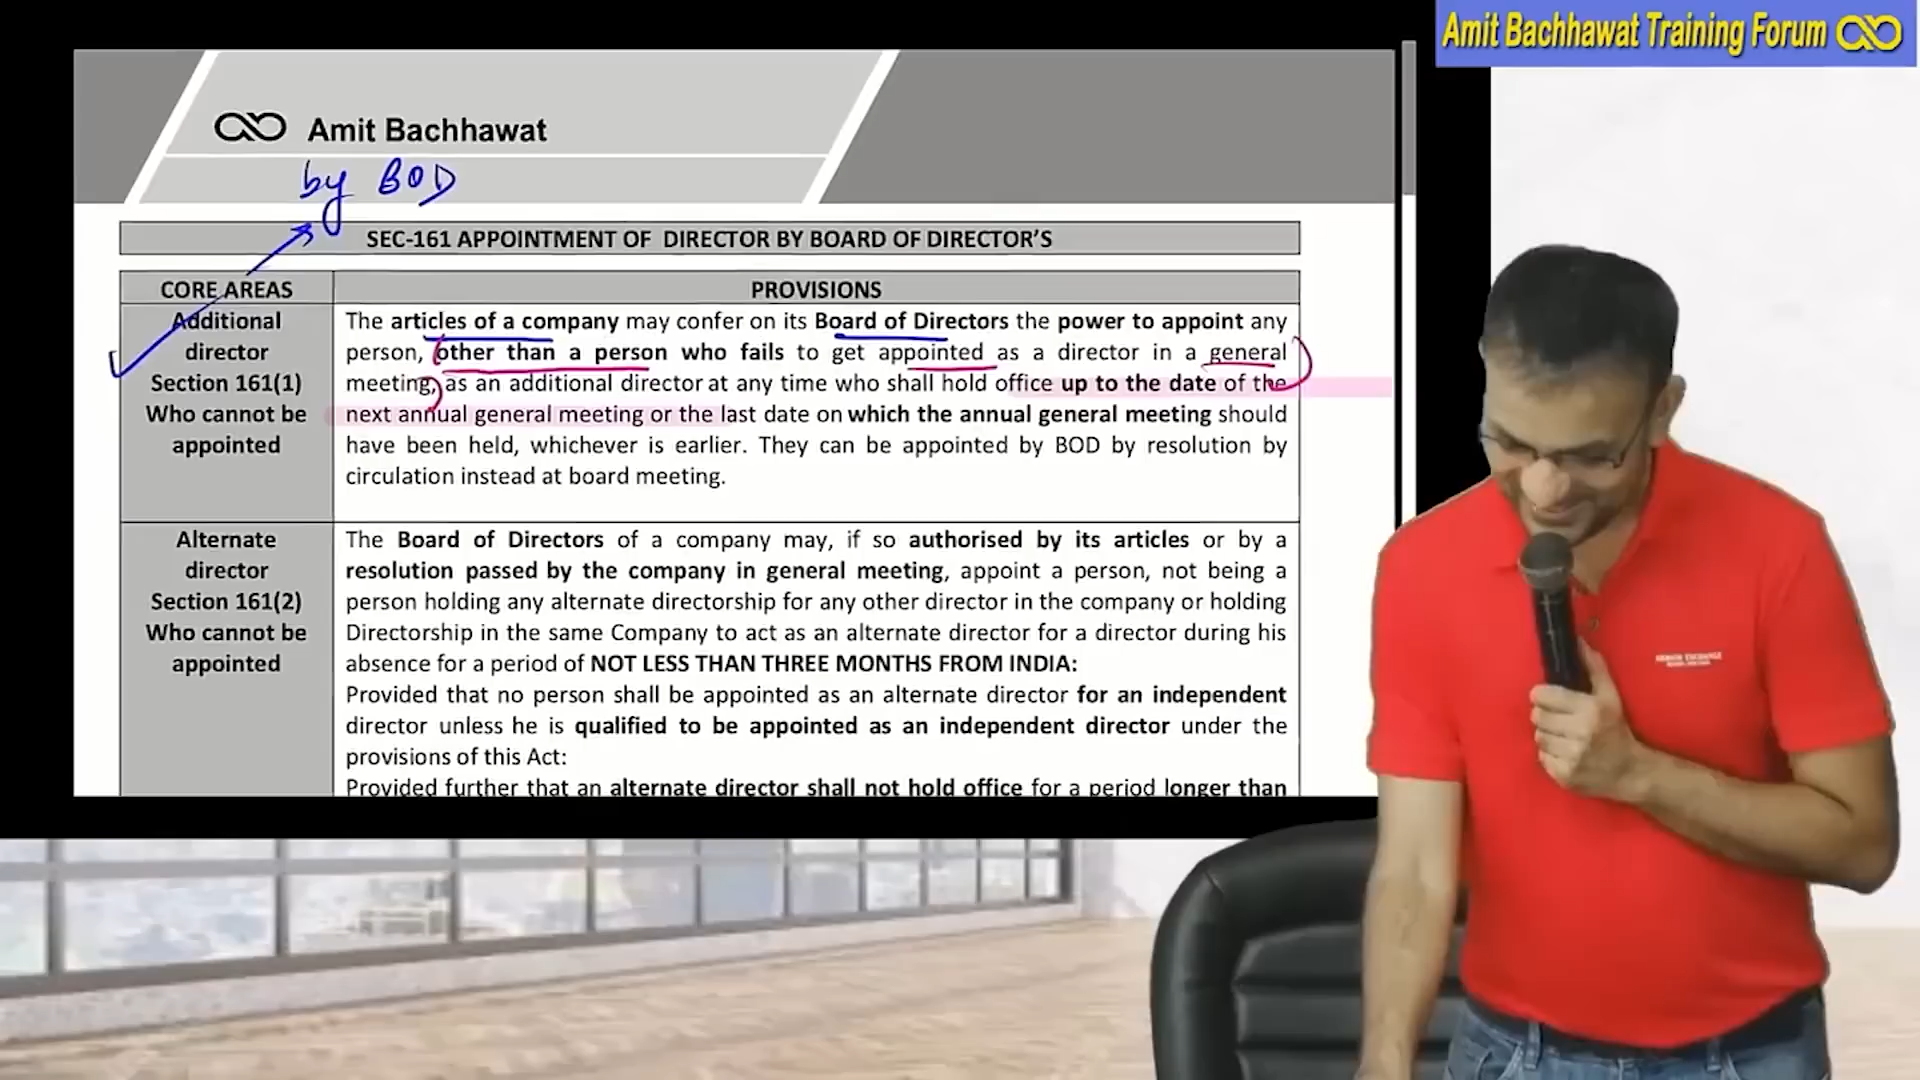 Amit Bachhawat Training Forum
Amit Bachhawat
by BOD
SEC-161 APPOINTMENT OF DIRECTOR BY BOARD OF DIRECTOR'S
CORE AREAS
PROVISIONS
Additional
director
Section 161(1)
Who cannot be
appointed
The articles of a company may confer on its Board of Directors the power to appoint any
person, other than a person who fails to get appointed as a director in a general
meeting, as an additional director at any time who shall hold office up to the date of the
next annual general meeting or the last date on which the annual general meeting should
have been held, whichever is earlier. They can be appointed by BOD by resolution by
circulation instead at board meeting.
Alternate
director
Section 161(2)
Who cannot be
appointed
The Board of Directors of a company may, if so authorised by its articles or by a
resolution passed by the company in general meeting, appoint a person, not being a
person holding any alternate directorship for any other director in the company or holding
Directorship in the same Company to act as an alternate director for a director during his
absence for a period of NOT LESS THAN THREE MONTHS FROM INDIA:
Provided that no person shall be appointed as an alternate director for an independent
director unless he is qualified to be appointed as an independent director under the
provisions of this Act:
Provided further that an alternate director shall not hold office for a period longer than